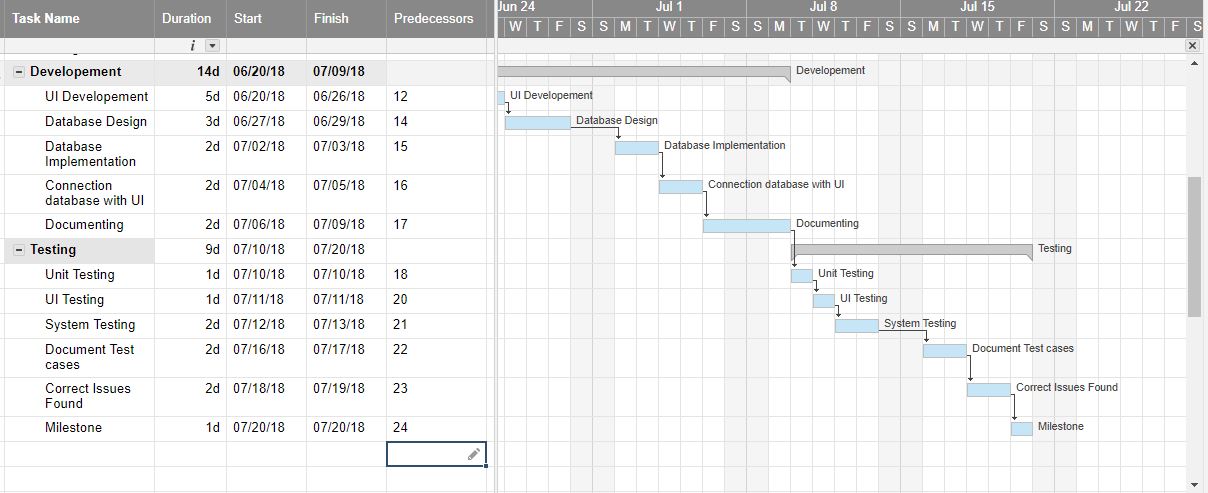 Task Name Duration Start Finish Predecessors
Jun 24 Jul 1 Jul 8 Jul 15 Jul 22
W T F S S M T W T F S S M T W T F S S M T W T F S S M T W T F S
i
Developement 14d 06/20/18 07/09/18 Developement
UI Developement 5d 06/20/18 06/26/18 12 UI Developement
Database Design 3d 06/27/18 06/29/18 14 Database Design
Database 2d 07/02/18 07/03/18 15 Database Implementation
Implementation
Connection 2d 07/04/18 07/05/18 16 Connection database with UI
database with UI
Documenting 2d 07/06/18 07/09/18 17 Documenting
Testing 9d 07/10/18 07/20/18 Testing
Unit Testing 1d 07/10/18 07/10/18 18 Unit Testing
UI Testing 1d 07/11/18 07/11/18 20 UI Testing
System Testing 2d 07/12/18 07/13/18 21 System Testing
Document Test 2d 07/16/18 07/17/18 22 Document Test cases
cases
Correct Issues 2d 07/18/18 07/19/18 23 Correct Issues Found
Found
Milestone 1d 07/20/18 07/20/18 24 Milestone